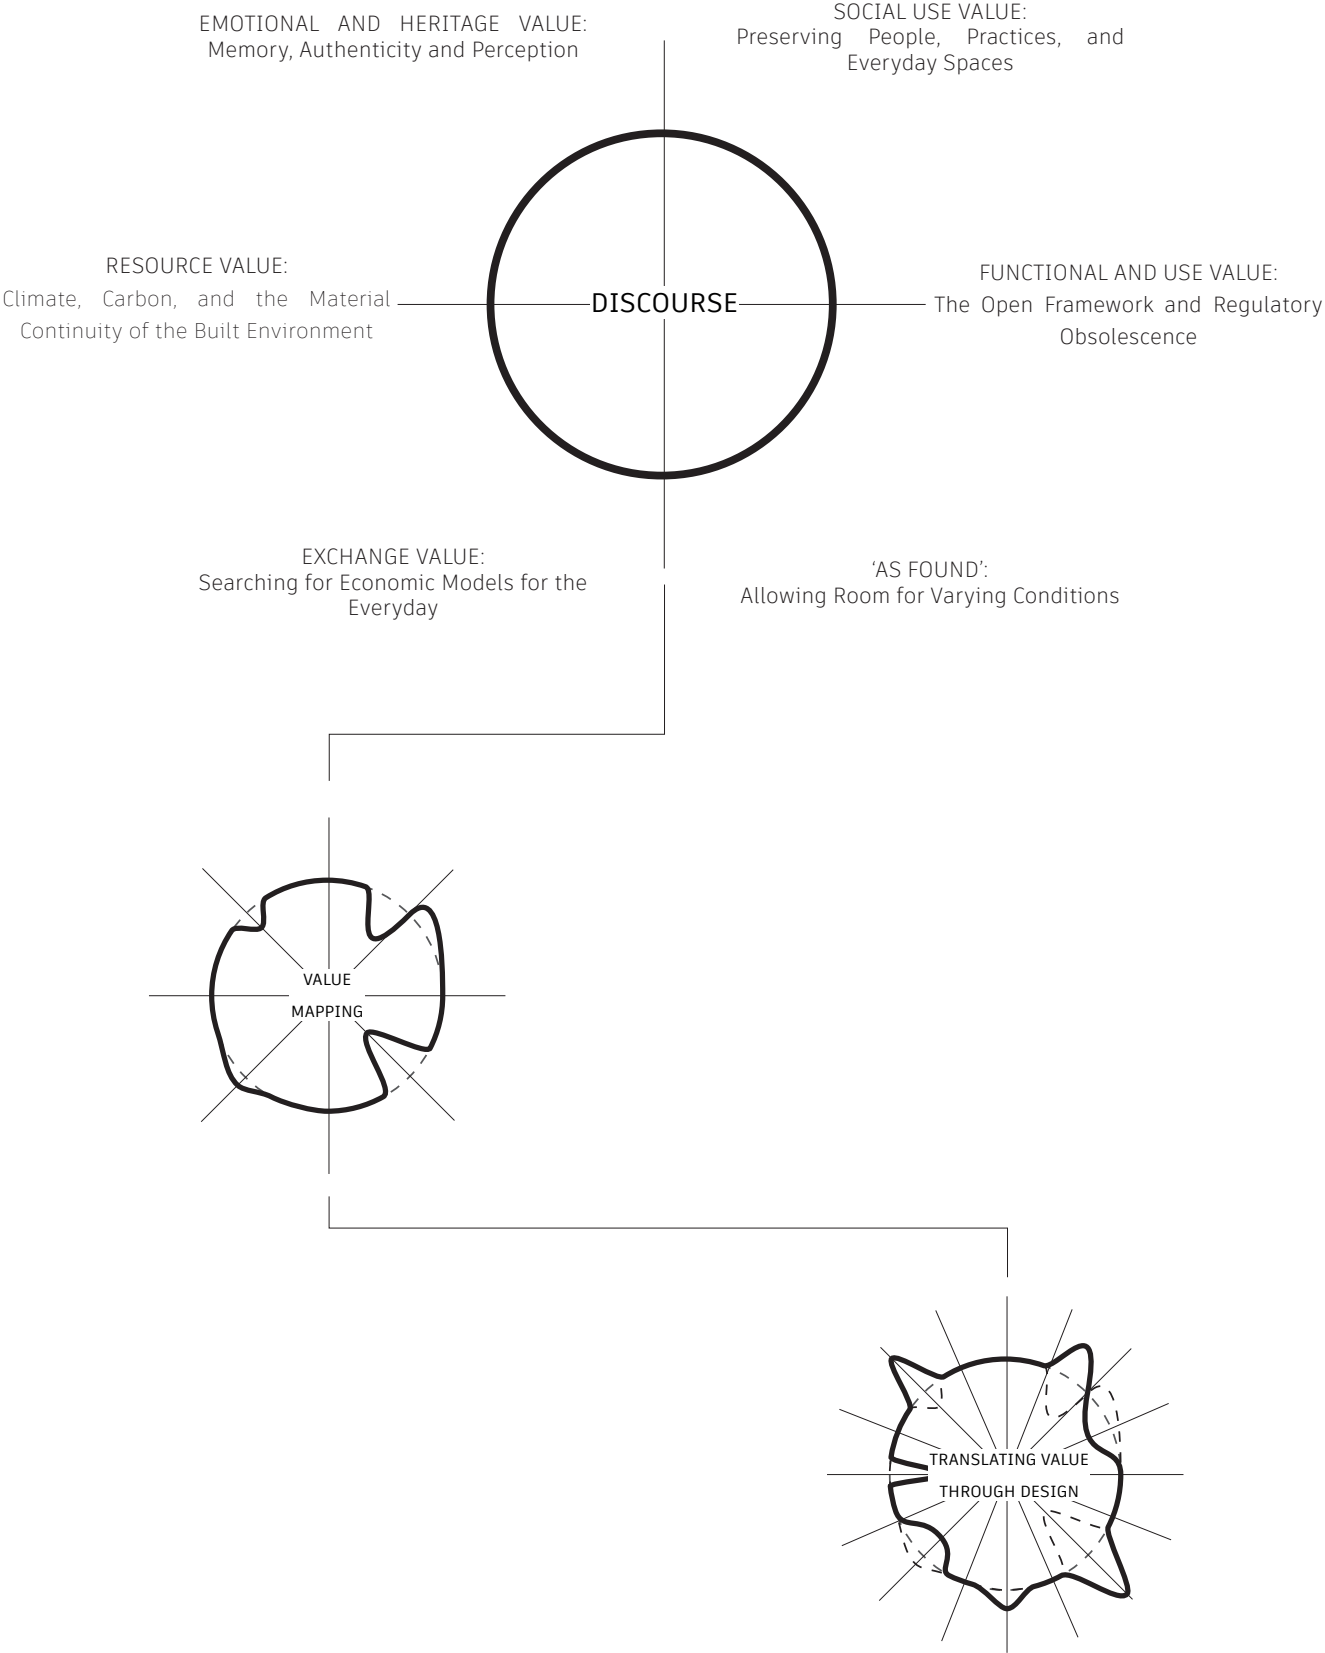 EMOTIONAL AND HERITAGE VALUE:
Memory, Authenticity and Perception
SOCIAL USE VALUE:
Preserving People, Practices, and
Everyday Spaces
RESOURCE VALUE:
Climate, Carbon, and the Material
Continuity of the Built Environment
DISCOURSE
FUNCTIONAL AND USE VALUE:
The Open Framework and Regulatory
Obsolescence
EXCHANGE VALUE:
Searching for Economic Models for the
Everyday
‘AS FOUND’:
Allowing Room for Varying Conditions
VALUE
MAPPING
TRANSLATING VALUE
THROUGH DESIGN